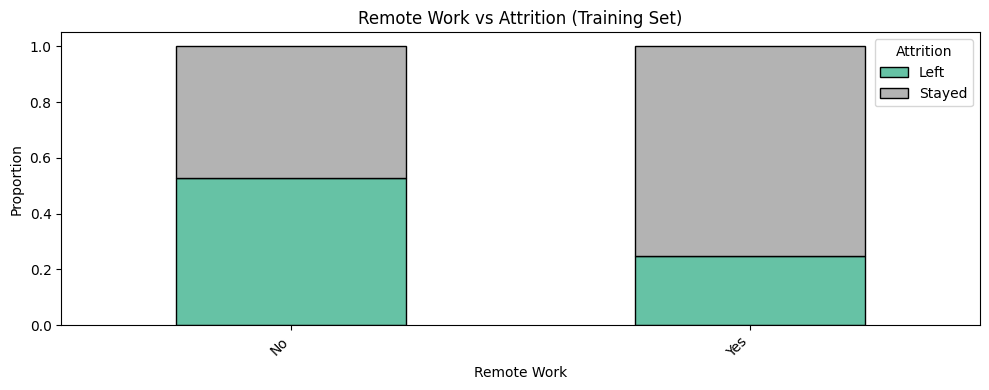 Remote Work vs Attrition (Training Set)
Attrition
Left
Stayed
Proportion
1.0
0.8
0.6
0.4
0.2
0.0
No
Yes
Remote Work